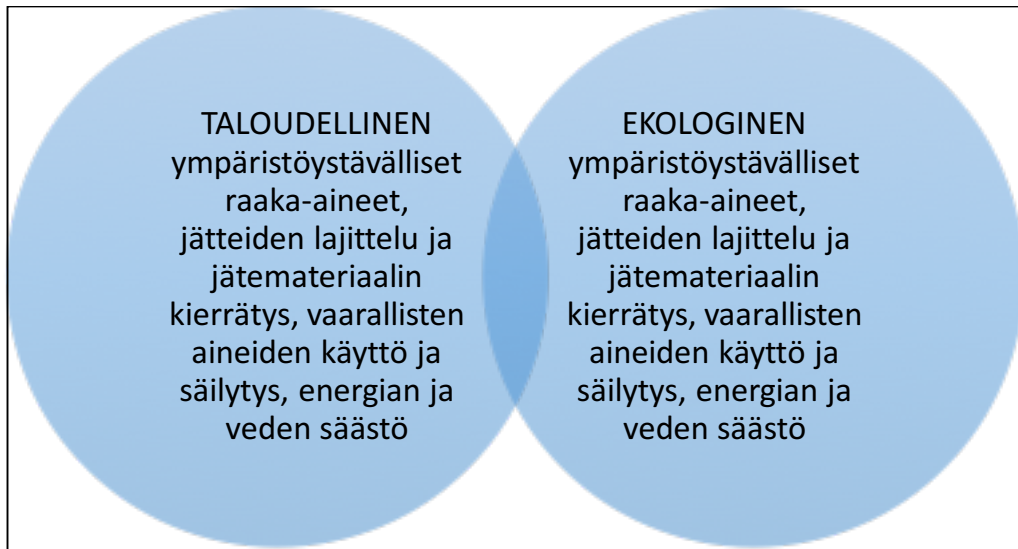 TALOUDELLINEN
ympäristöystävälliset
raaka-aineet,
jätteiden lajittelu ja
jätemateriaalin
kierrätys, vaarallisten
aineiden käyttö ja
säilytys, energian ja
veden säästö
EKOLOGINEN
ympäristöystävälliset
raaka-aineet,
jätteiden lajittelu ja
jätemateriaalin
kierrätys, vaarallisten
aineiden käyttö ja
säilytys, energian ja
veden säästö